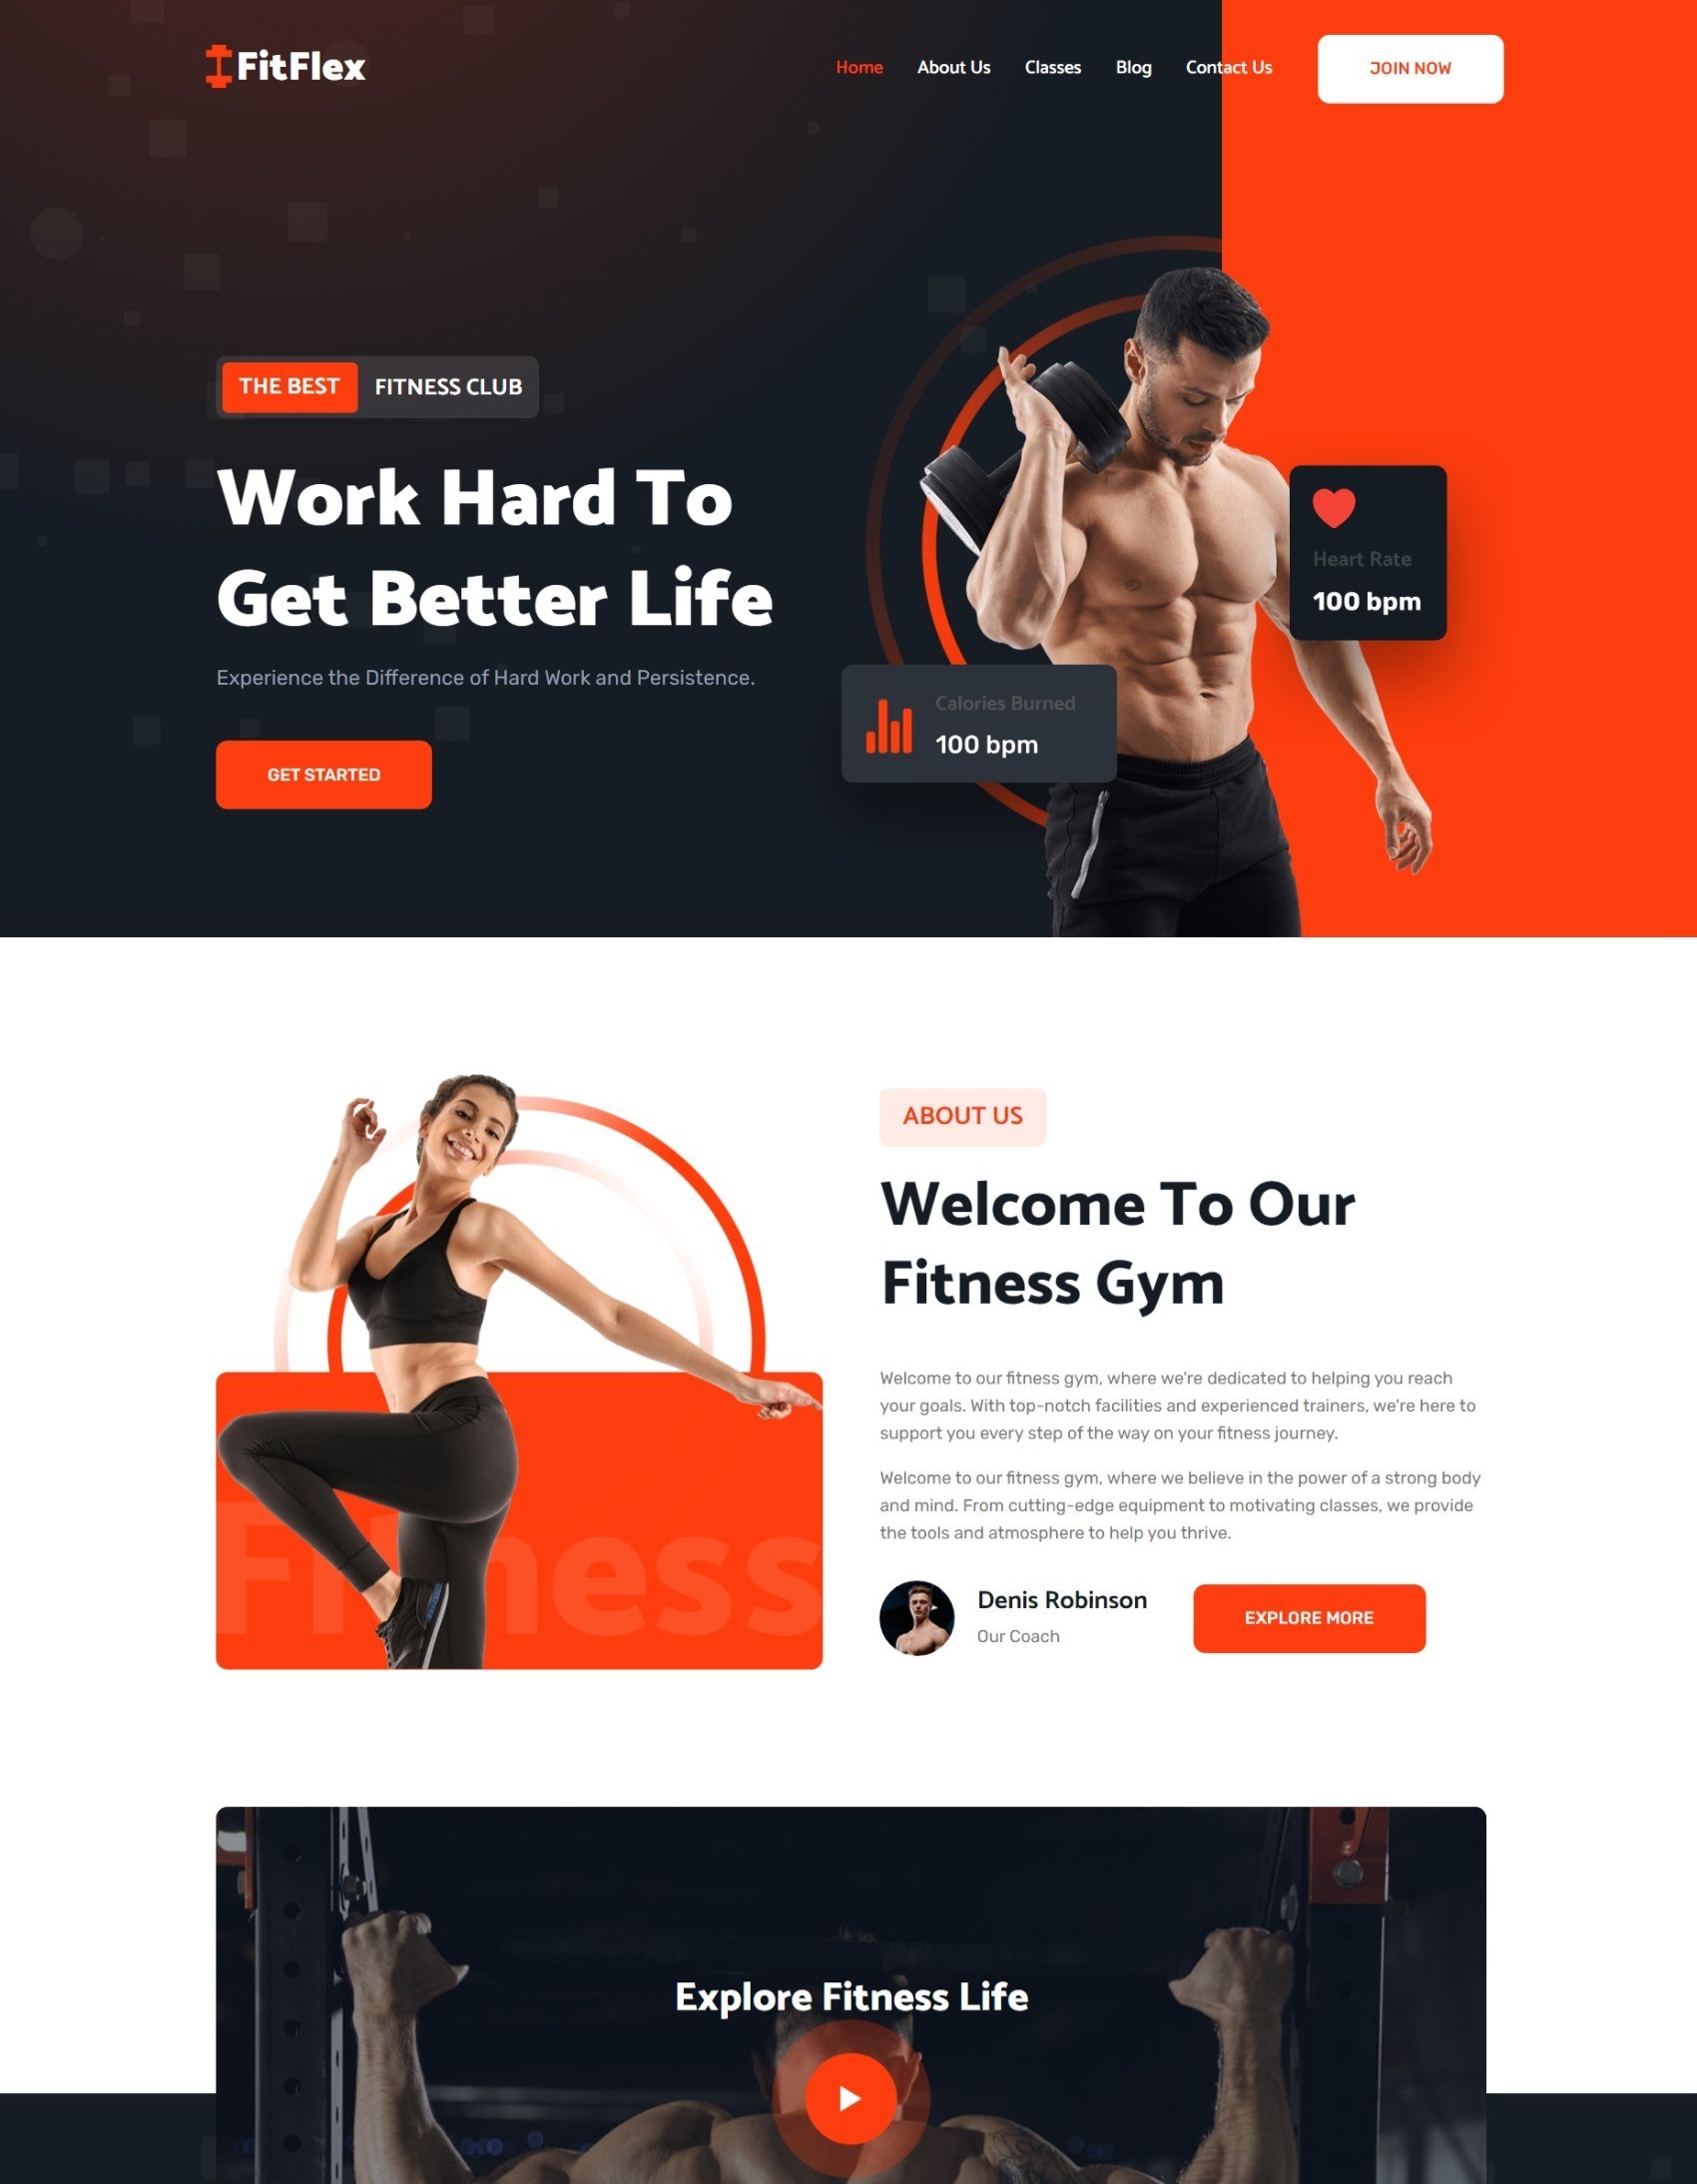 FitFlex
Home
About Us
Classes
Blog
Contact Us
JOIN NOW
THE BEST
FITNESS CLUB
Work Hard To
Get Better Life
Experience the Difference of Hard Work and Persistence.
GET STARTED
Heart Rate
100 bpm
Calories Burned
100 bpm
ABOUT US
Welcome To Our
Fitness Gym
Welcome to our fitness gym, where we're dedicated to helping you reach
your goals. With top-notch facilities and experienced trainers, we're here to
support you every step of the way on your fitness journey.
Welcome to our fitness gym, where we believe in the power of a strong body
and mind. From cutting-edge equipment to motivating classes, we provide
the tools and atmosphere to help you thrive.
Fitness
Denis Robinson
Our Coach
EXPLORE MORE
Explore Fitness Life